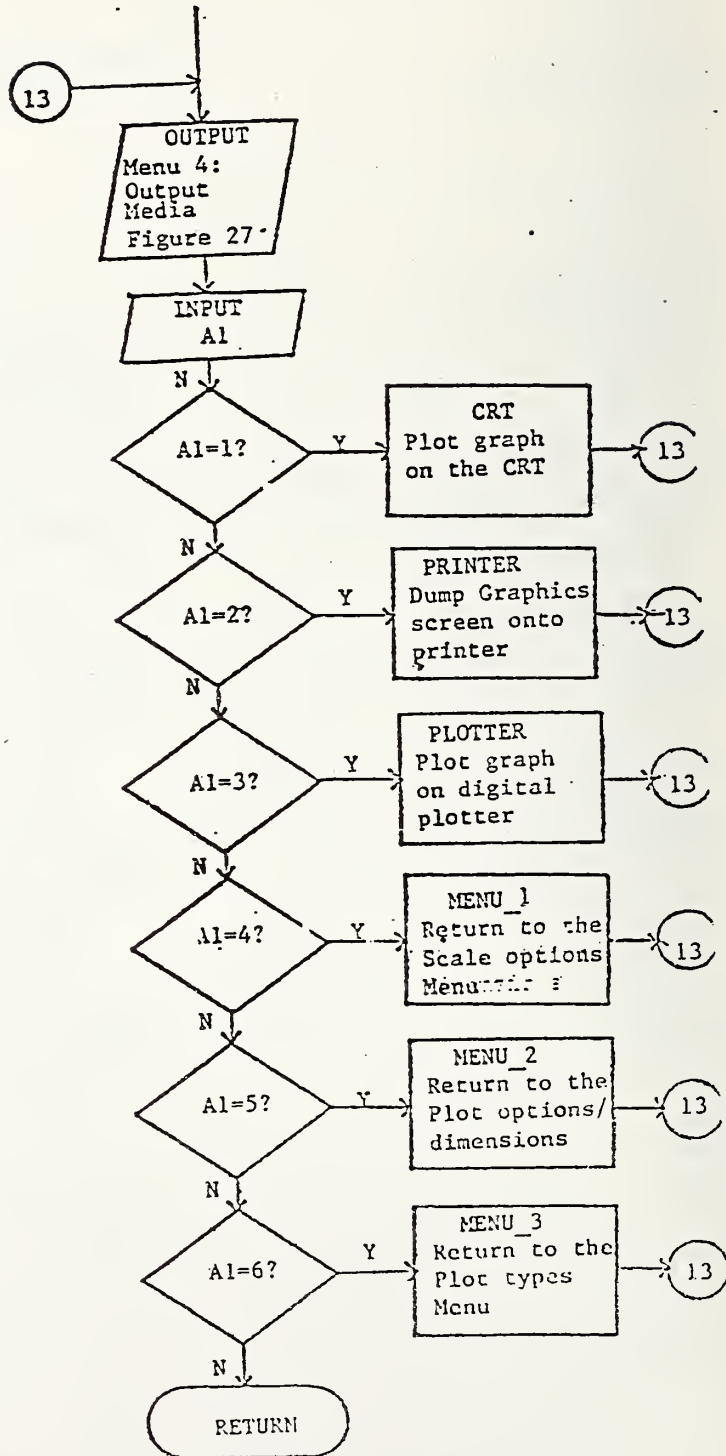 13
OUTPUT
Menu 4:
Output
Media
Figure 27
INPUT
A1
N
A1=1?
Y
CRT
Plot graph
on the CRT
13
N
A1=2?
Y
PRINTER
Dump Graphics
screen onto
printer
13
N
A1=3?
Y
PLOTTER
Plot graph
on digital
plotter
13
N
A1=4?
Y
MENU_1
Return to the
Scale options
Menu
13
N
A1=5?
Y
MENU_2
Return to the
Plot options/
dimensions
13
N
A1=6?
Y
MENU_3
Return to the
Plot types
Menu
13
N
RETURN